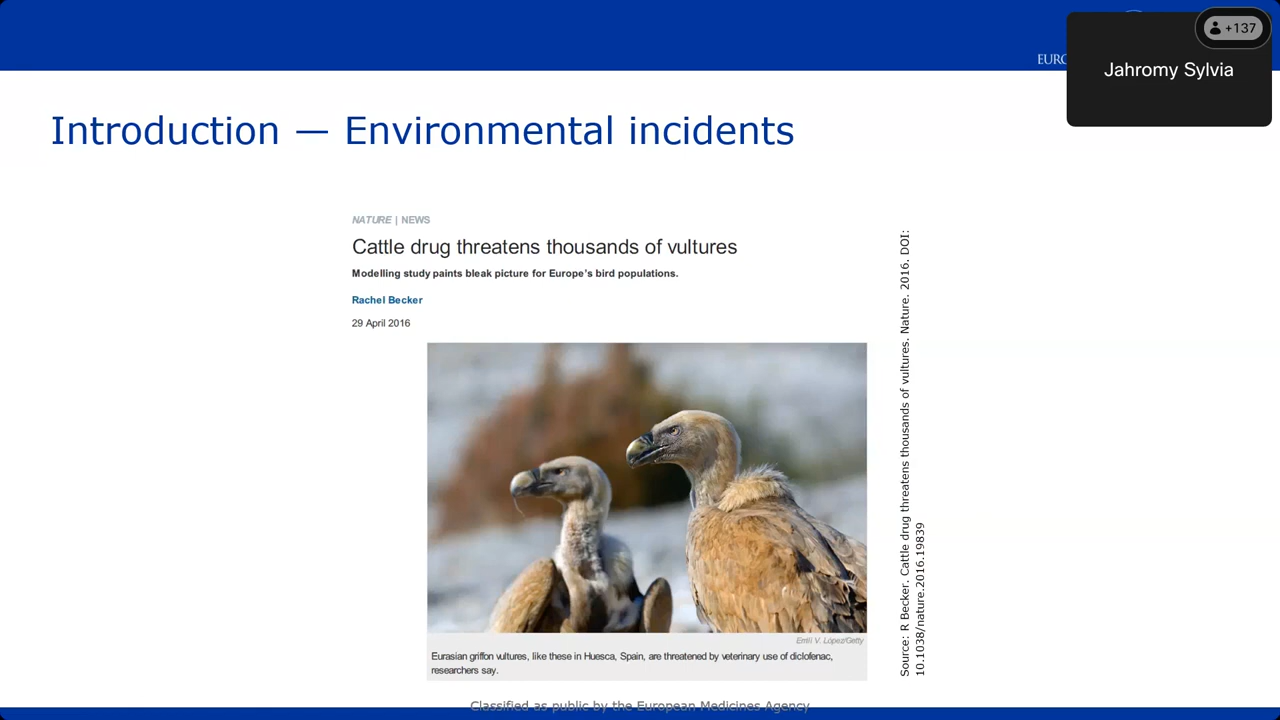 +137
Jahromy Sylvia
Introduction — Environmental incidents
NATURE | NEWS
Cattle drug threatens thousands of vultures
Modelling study paints bleak picture for Europe's bird populations.
Rachel Becker
29 April 2016
Emili V. López/Getty
Eurasian griffon vultures, like these in Huesca, Spain, are threatened by veterinary use of diclofenac,
researchers say.
Source: R Becker. Cattle drug threatens thousands of vultures. Nature. 2016. DOI:
10.1038/nature.2016.19839
Classified as public by the European Medicines Agency